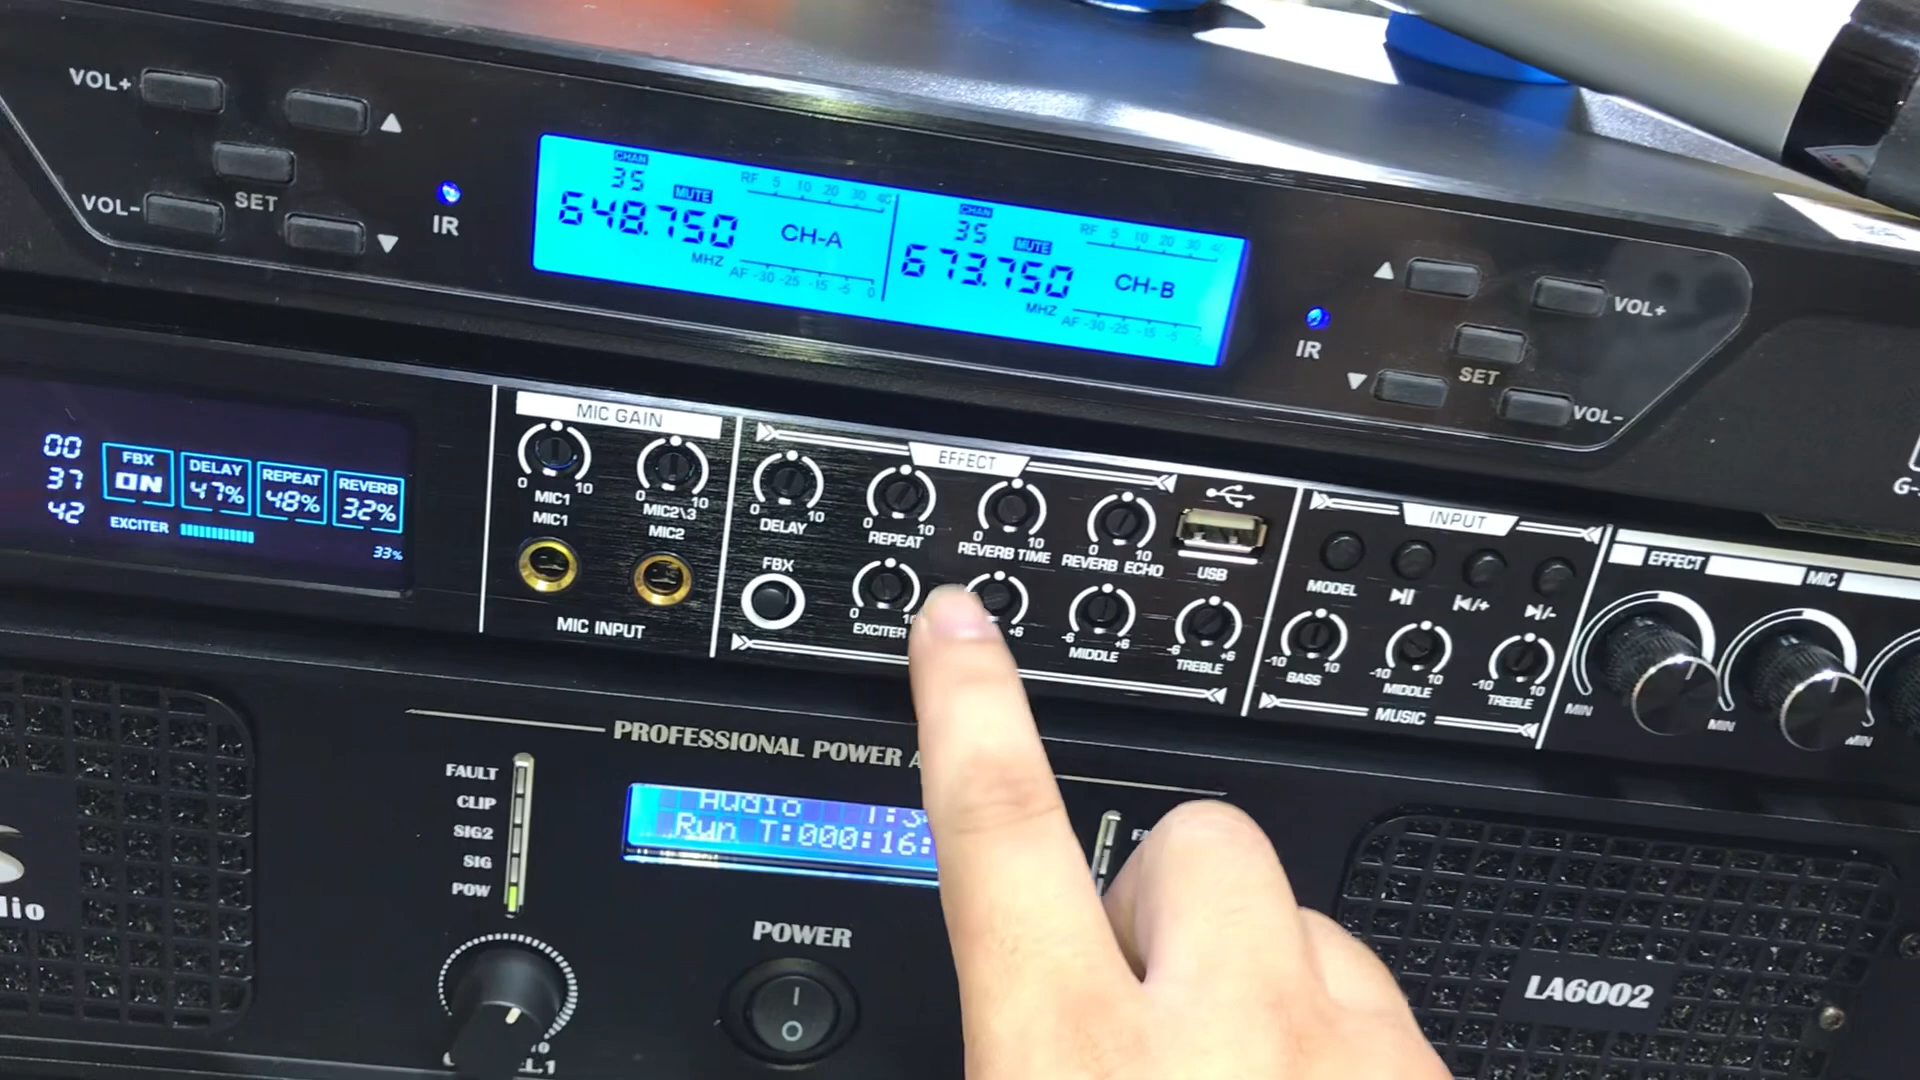 VOL+
▲
SET
VOL-
▼
IR
CHAN
35
MUTE
648.750
MHZ
RF 5 10 20 30 40
CH-A
AF -30 -25 -15 -5 0
CHAN
35
MUTE
673.750
MHZ
RF 5 10 20 30 40
CH-B
AF -30 -25 -15 -5 0
IR
▲
VOL+
SET
▼
VOL-
00
37
42
FBX
ON
DELAY
47%
REPEAT
48%
REVERB
32%
EXCITER
33%
MIC GAIN
0 10
MIC1
MIC1
0 10
MIC2\3
MIC2
MIC INPUT
EFFECT
0 10
DELAY
0 10
REPEAT
0 10
REVERB TIME
0 10
REVERB ECHO
USB
FBX
0 10
EXCITER
+6
-6 +6
MIDDLE
-6 +6
TREBLE
INPUT
MODEL
-10 10
BASS
-10 10
MIDDLE
-10 10
TREBLE
MUSIC
EFFECT
MIN
MIC
MIN
MIN
PROFESSIONAL POWER A
FAULT
CLIP
SIG2
SIG
POW
Audio
Run T:000:16:
POWER
LA6002